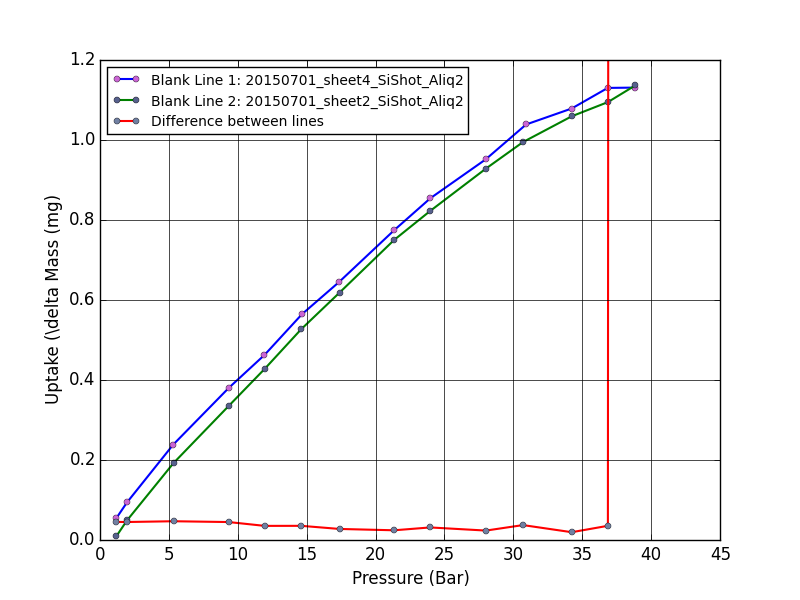 Blank Line 1: 20150701_sheet4_SiShot_Aliq2
Blank Line 2: 20150701_sheet2_SiShot_Aliq2
Difference between lines
1.2
1.0
0.8
0.6
0.4
0.2
0.0
Uptake (\delta Mass (mg)
0 5 10 15 20 25 30 35 40 45
Pressure (Bar)